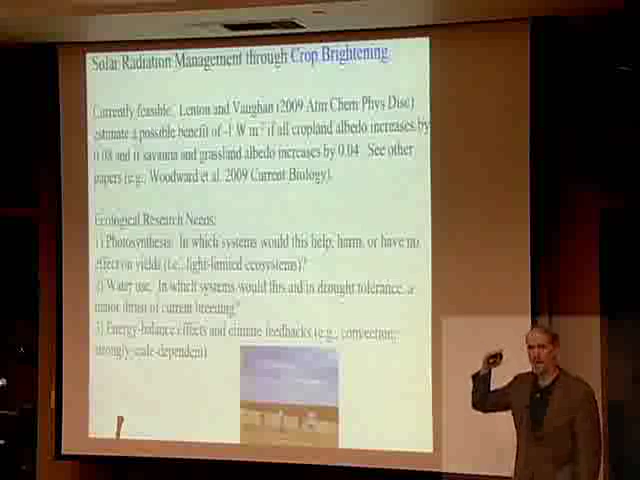 Solar Radiation Management through Crop Brightening
Currently feasible. Lenton and Vaughan (2009 Atm Chem Phys Disc)
estimate a possible benefit of -1 W m-2 if all cropland albedo increases by
0.08 and if savanna and grassland albedo increases by 0.04. See other
papers (e.g., Woodward et al. 2009 Current Biology).
Ecological Research Needs:
1) Photosynthesis. In which systems would this help, harm, or have no
effect on yields (i.e., light-limited ecosystems)?
2) Water use. In which systems would this aid in drought tolerance, a
major thrust of current breeding?
3) Energy-balance effects and climate feedbacks (e.g., convection;
strongly scale-dependent)